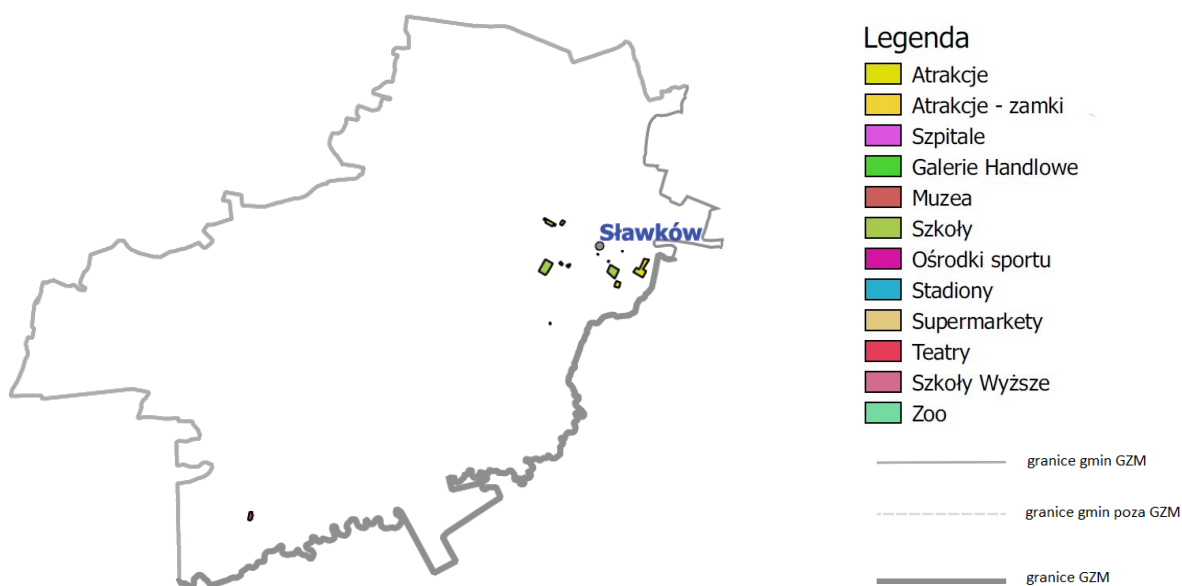 Sławków
Legenda
Atrakcje
Atrakcje - zamki
Szpitale
Galerie Handlowe
Muzea
Szkoły
Ośrodki sportu
Stadiony
Supermarkety
Teatry
Szkoły Wyższe
Zoo
granice gmin GZM
granice gmin poza GZM
granice GZM